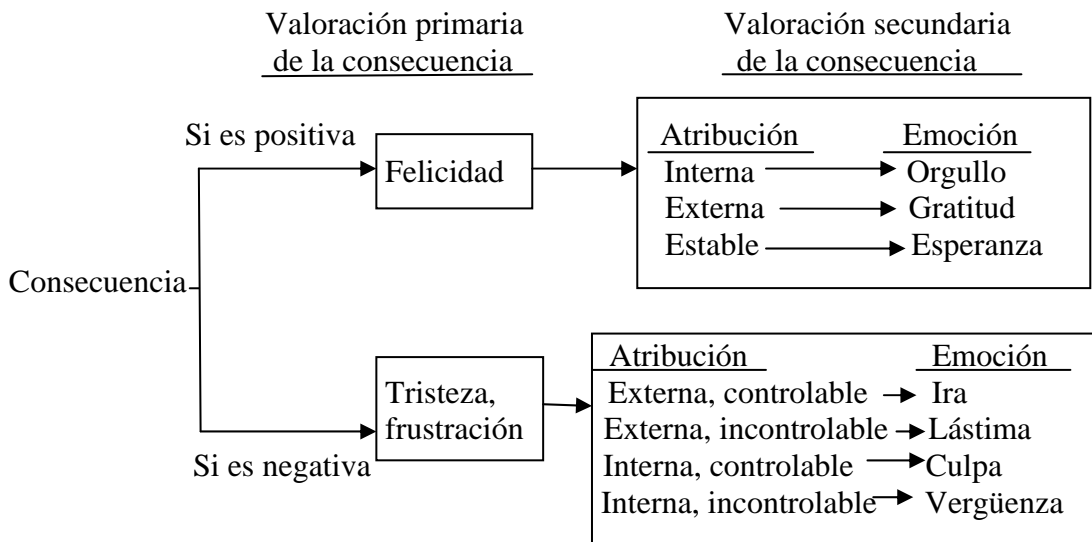 Valoración primaria
de la consecuencia
Valoración secundaria
de la consecuencia
Si es positiva
Felicidad
Atribución Emoción
Interna Orgullo
Externa Gratitud
Estable Esperanza
Consecuencia
Tristeza,
frustración
Si es negativa
Atribución Emoción
Externa, controlable Ira
Externa, incontrolable Lástima
Interna, controlable Culpa
Interna, incontrolable Vergüenza